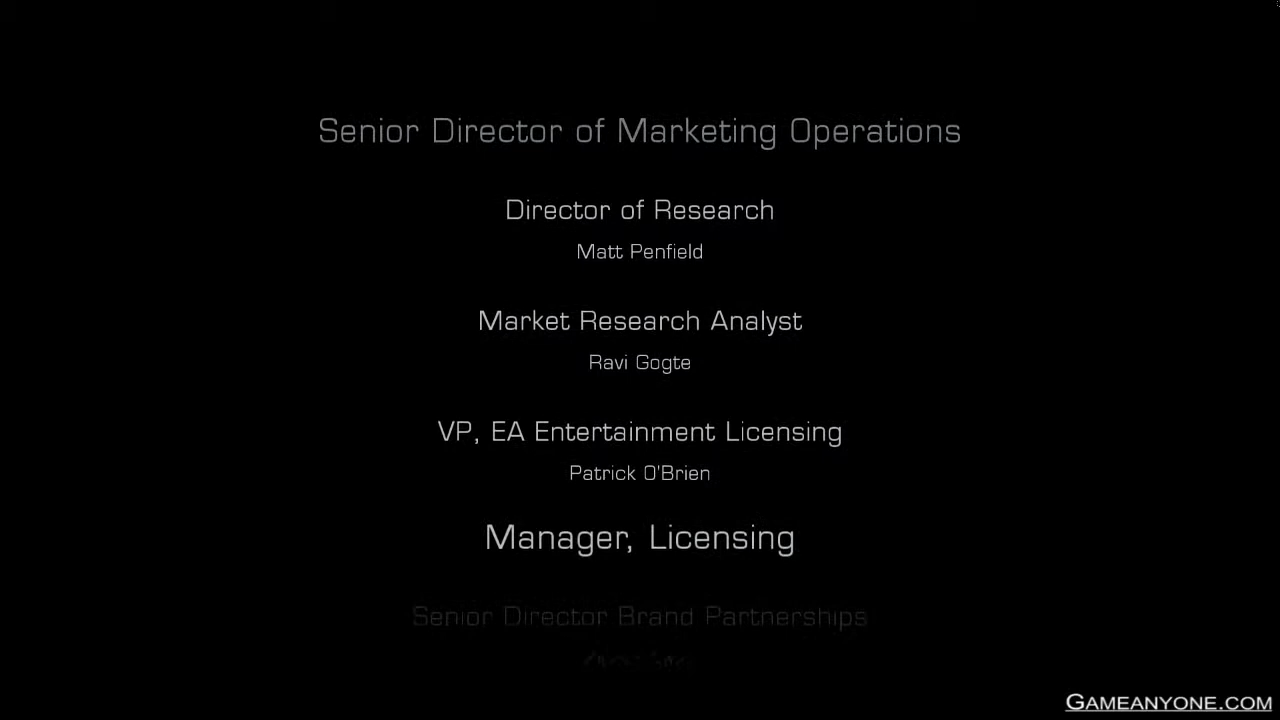 Senior Director of Marketing Operations
Director of Research
Matt Penfield
Market Research Analyst
Ravi Gogte
VP, EA Entertainment Licensing
Patrick O'Brien
Manager, Licensing
Senior Director Brand Partnerships
GAMEANYONE.COM